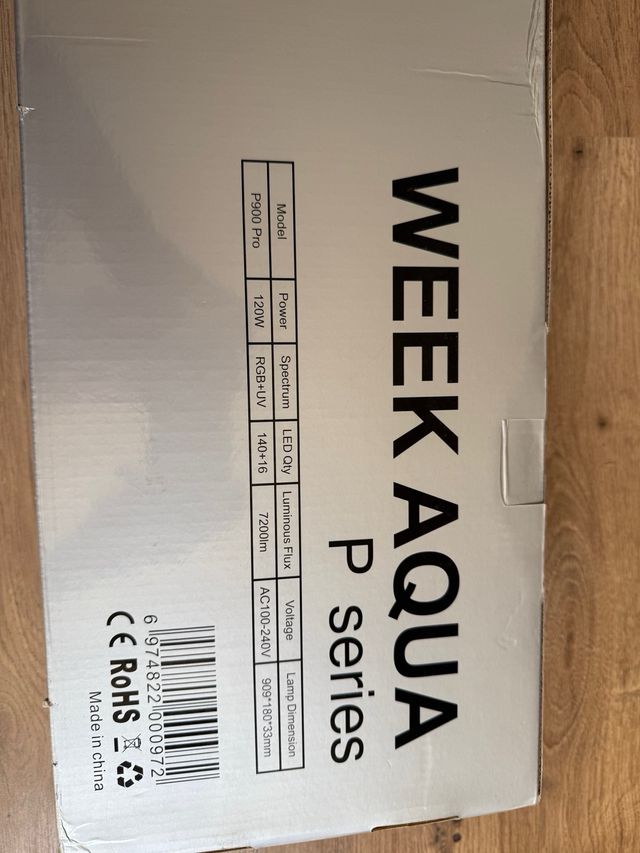 WEEK AQUA
P series
Model Power Spectrum LED Qty Luminous Flux Voltage Lamp Dimension
P900 Pro 120W RGB+UV 140+16 7200lm AC100-240V 909*180*33mm
6 974822 000972
CE RoHS
Made in china